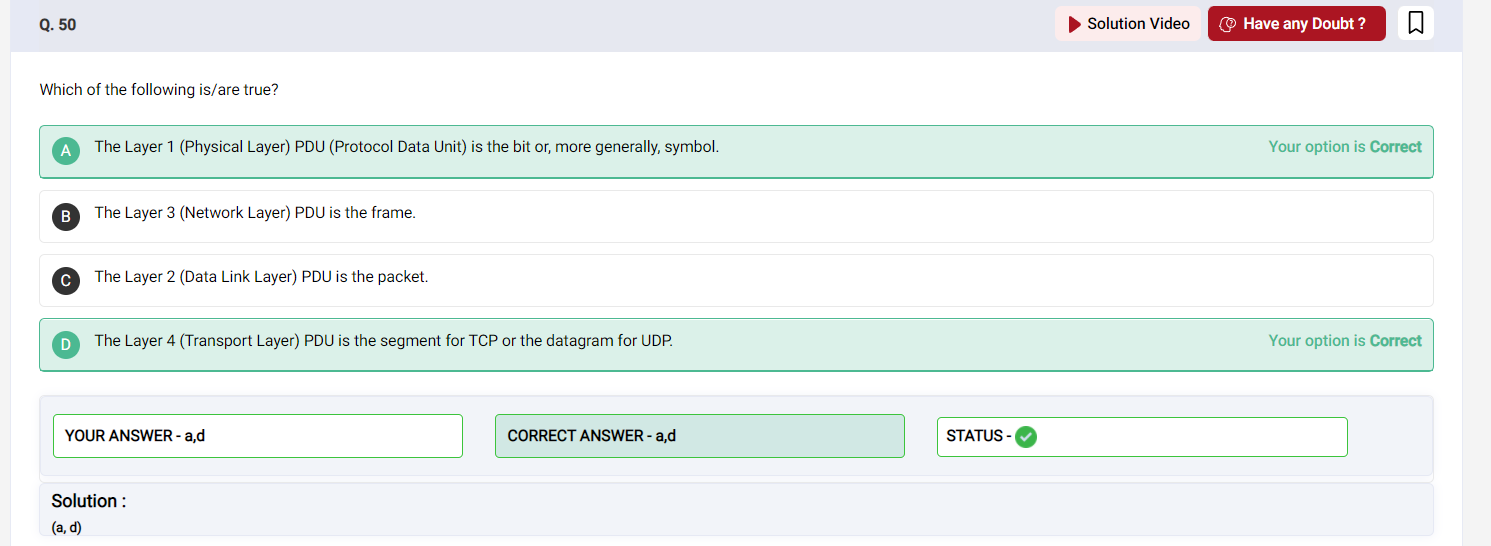 Q. 50
Solution Video
Have any Doubt ?
Which of the following is/are true?
A
The Layer 1 (Physical Layer) PDU (Protocol Data Unit) is the bit or, more generally, symbol.
Your option is Correct
B
The Layer 3 (Network Layer) PDU is the frame.
C
The Layer 2 (Data Link Layer) PDU is the packet.
D
The Layer 4 (Transport Layer) PDU is the segment for TCP or the datagram for UDP.
Your option is Correct
YOUR ANSWER - a,d
CORRECT ANSWER - a,d
STATUS -
Solution :
(a, d)